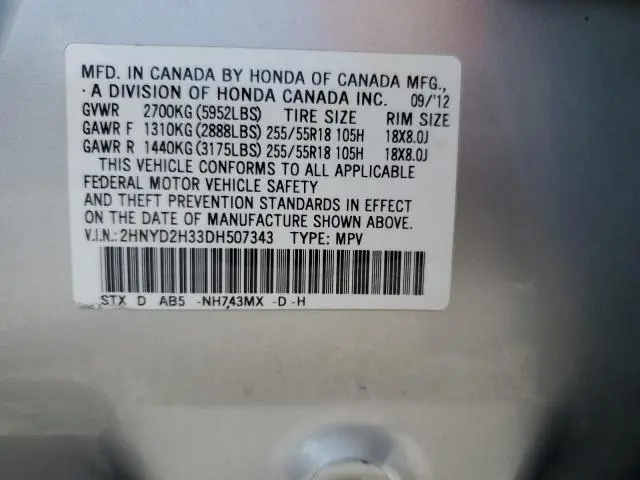 MFD. IN CANADA BY HONDA OF CANADA MFG.,
· A DIVISION OF HONDA CANADA INC. 09/'12
GVWR 2700KG (5952LBS) TIRE SIZE RIM SIZE
GAWR F 1310KG (2888LBS) 255/55R18 105H 18X8.0J
GAWR R 1440KG (3175LBS) 255/55R18 105H 18X8.0J
THIS VEHICLE CONFORMS TO ALL APPLICABLE
FEDERAL MOTOR VEHICLE SAFETY
AND THEFT PREVENTION STANDARDS IN EFFECT
ON THE DATE OF MANUFACTURE SHOWN ABOVE.
V.I.N.: 2HNYD2H33DH507343 TYPE: MPV
STX D AB5 -NH743MX -D -H